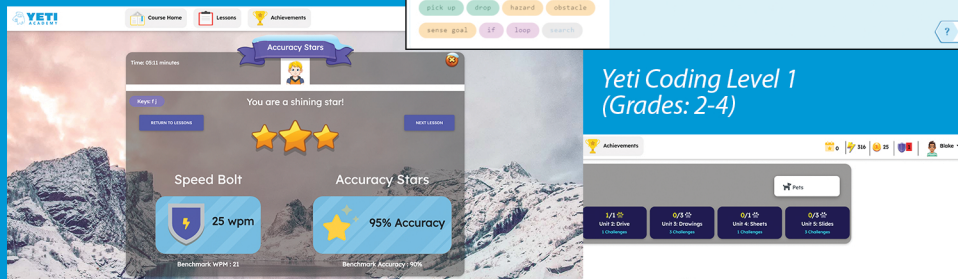 YETI
ACADEMY
Course Home
Lessons
Achievements
Accuracy Stars
Time: 05:11 minutes
Keys: f j
You are a shining star!
RETURN TO LESSONS
NEXT LESSON
Speed Bolt
Accuracy Stars
25 wpm
95% Accuracy
Benchmark WPM : 21
Benchmark Accuracy : 90%
pick up
drop
hazard
obstacle
sense goal
if
loop
search
?
Yeti Coding Level 1
(Grades: 2-4)
Achievements
0
316
25
Blake
Pets
1/1
Unit 2: Drive
1 Challenges
0/3
Unit 3: Drawings
3 Challenges
0/1
Unit 4: Sheets
1 Challenges
0/3
Unit 5: Slides
3 Challenges